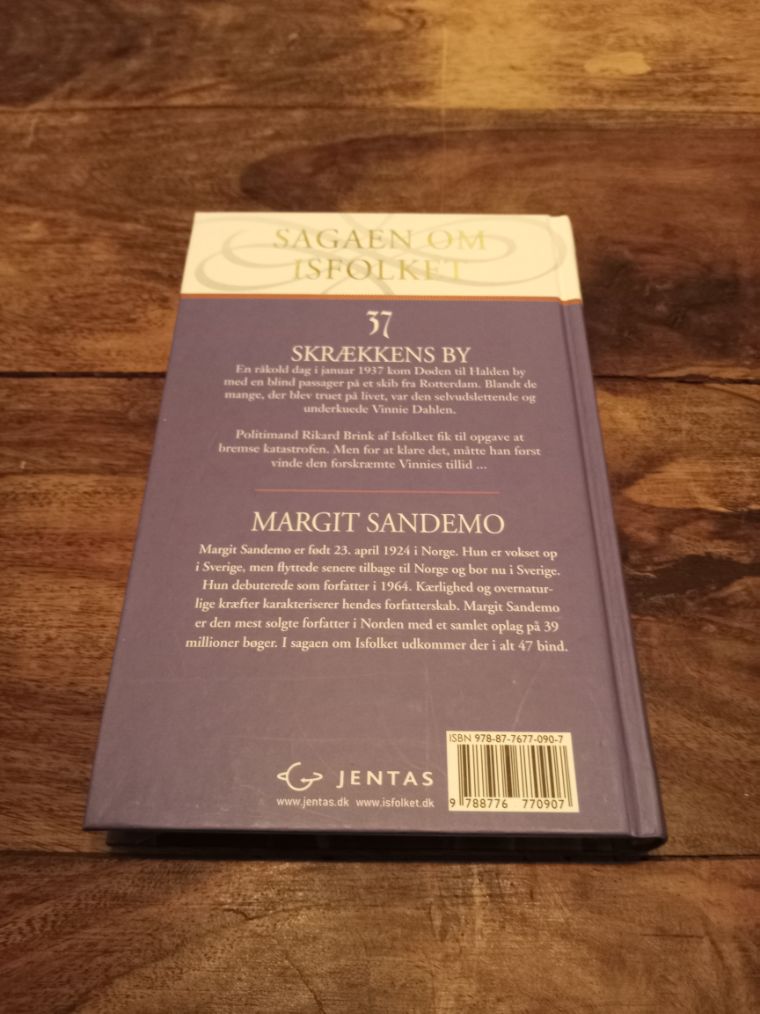 SAGAEN OM
ISFOLKET
37
SKRÆKKENS BY
En råkold dag i januar 1937 kom Døden til Halden by
med en blind passager på et skib fra Rotterdam. Blandt de
mange, der blev truet på livet, var den selvudslettende og
underkuede Vinnie Dahlen.
Politimand Rikard Brink af Isfolket fik til opgave at
bremse katastrofen. Men for at klare det, måtte han først
vinde den forskræmte Vinnies tillid ...
MARGIT SANDEMO
Margit Sandemo er født 23. april 1924 i Norge. Hun er vokset op
i Sverige, men flyttede senere tilbage til Norge og bor nu i Sverige.
Hun debuterede som forfatter i 1964. Kærlighed og overnatur-
lige kræfter karakteriserer hendes forfatterskab. Margit Sandemo
er den mest solgte forfatter i Norden med et samlet oplag på 39
millioner bøger. I sagaen om Isfolket udkommer der i alt 47 bind.
ISBN 978-87-7677-090-7
JENTAS
www.jentas.dk www.isfolket.dk
9 788776 770907